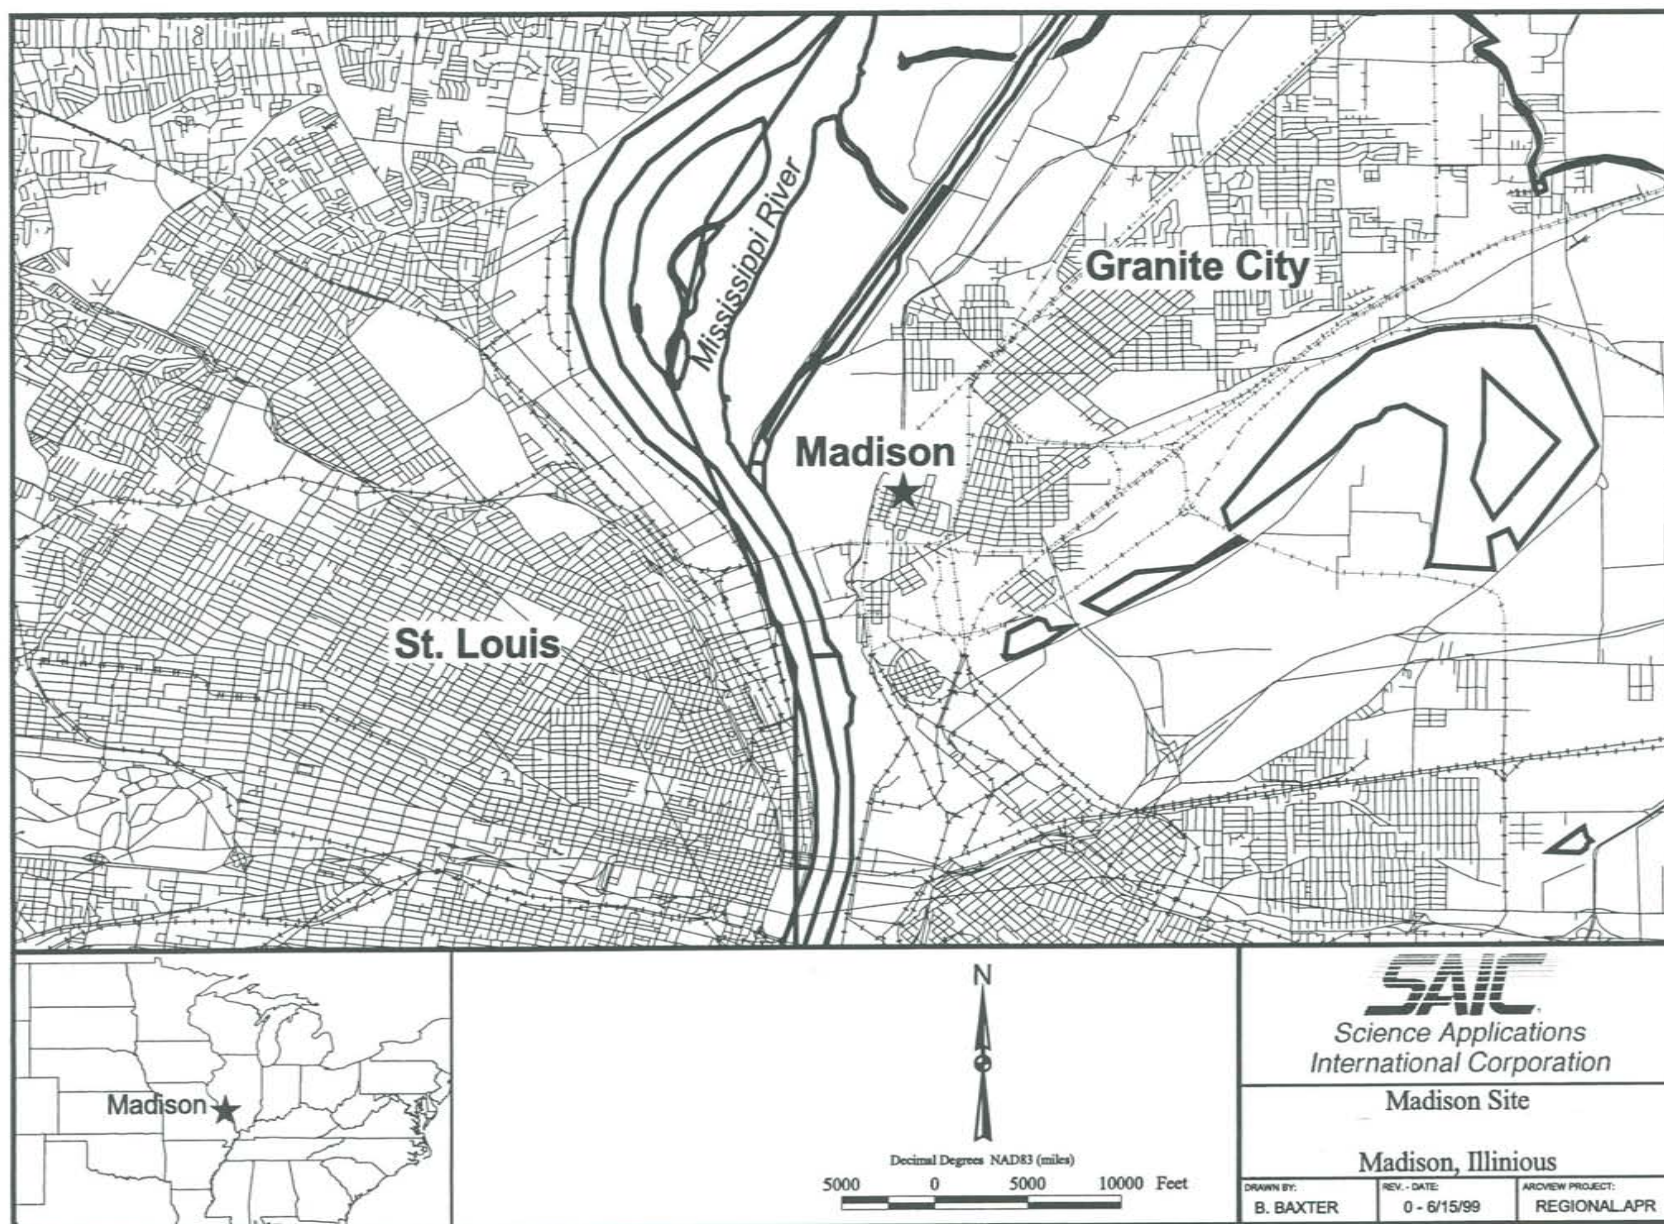 Mississippi River
Granite City
Madison
St. Louis
Madison
N
Decimal Degrees NAD83 (miles)
5000 0 5000 10000 Feet
SAIC
Science Applications
International Corporation
Madison Site
Madison, Illinious
DRAWN BY:
B. BAXTER
REV. - DATE:
0 - 6/15/99
ARCVIEW PROJECT:
REGIONAL.APR